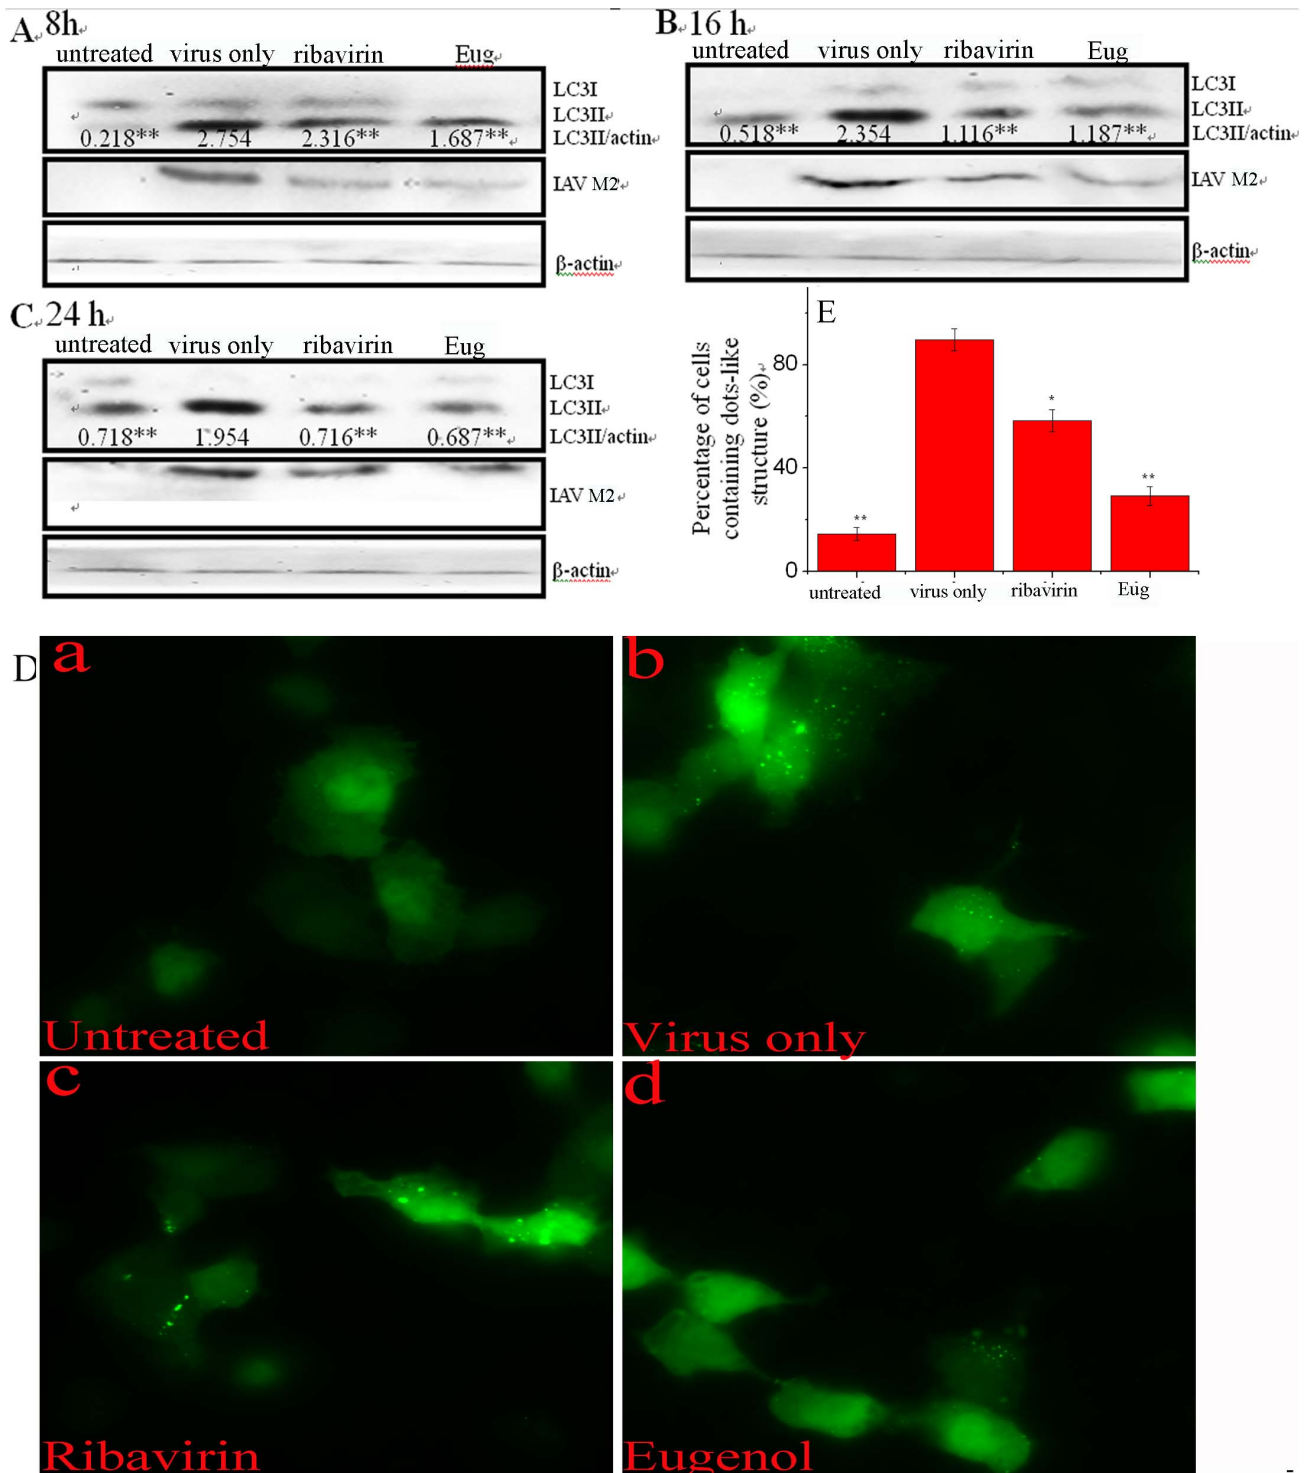 A 8h
untreated virus only ribavirin Eug
LC3I
LC3II
0.218** 2.754 2.316** 1.687** LC3II/actin
IAV M2
β-actin
B 16 h
untreated virus only ribavirin Eug
LC3I
LC3II
0.518** 2.354 1.116** 1.187** LC3II/actin
IAV M2
β-actin
C 24 h
untreated virus only ribavirin Eug
LC3I
LC3II
0.718** 1.954 0.716** 0.687** LC3II/actin
IAV M2
β-actin
E
Percentage of cells
containing dots-like
structure (%)
80
40
0
**
*
**
untreated virus only ribavirin Eug
D
a
Untreated
b
Virus only
c
Ribavirin
d
Eugenol